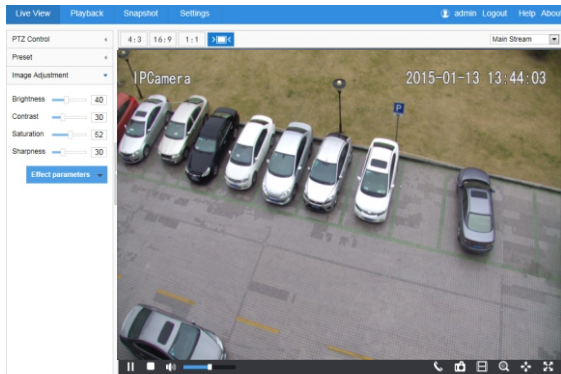 Live View Playback Snapshot Settings admin Logout Help About
PTZ Control
Preset
Image Adjustment
Brightness 40
Contrast 30
Saturation 52
Sharpness 30
Effect parameters
4:3 16:9 1:1 Main Stream
IPCamera 2015-01-13 13:44:03
P